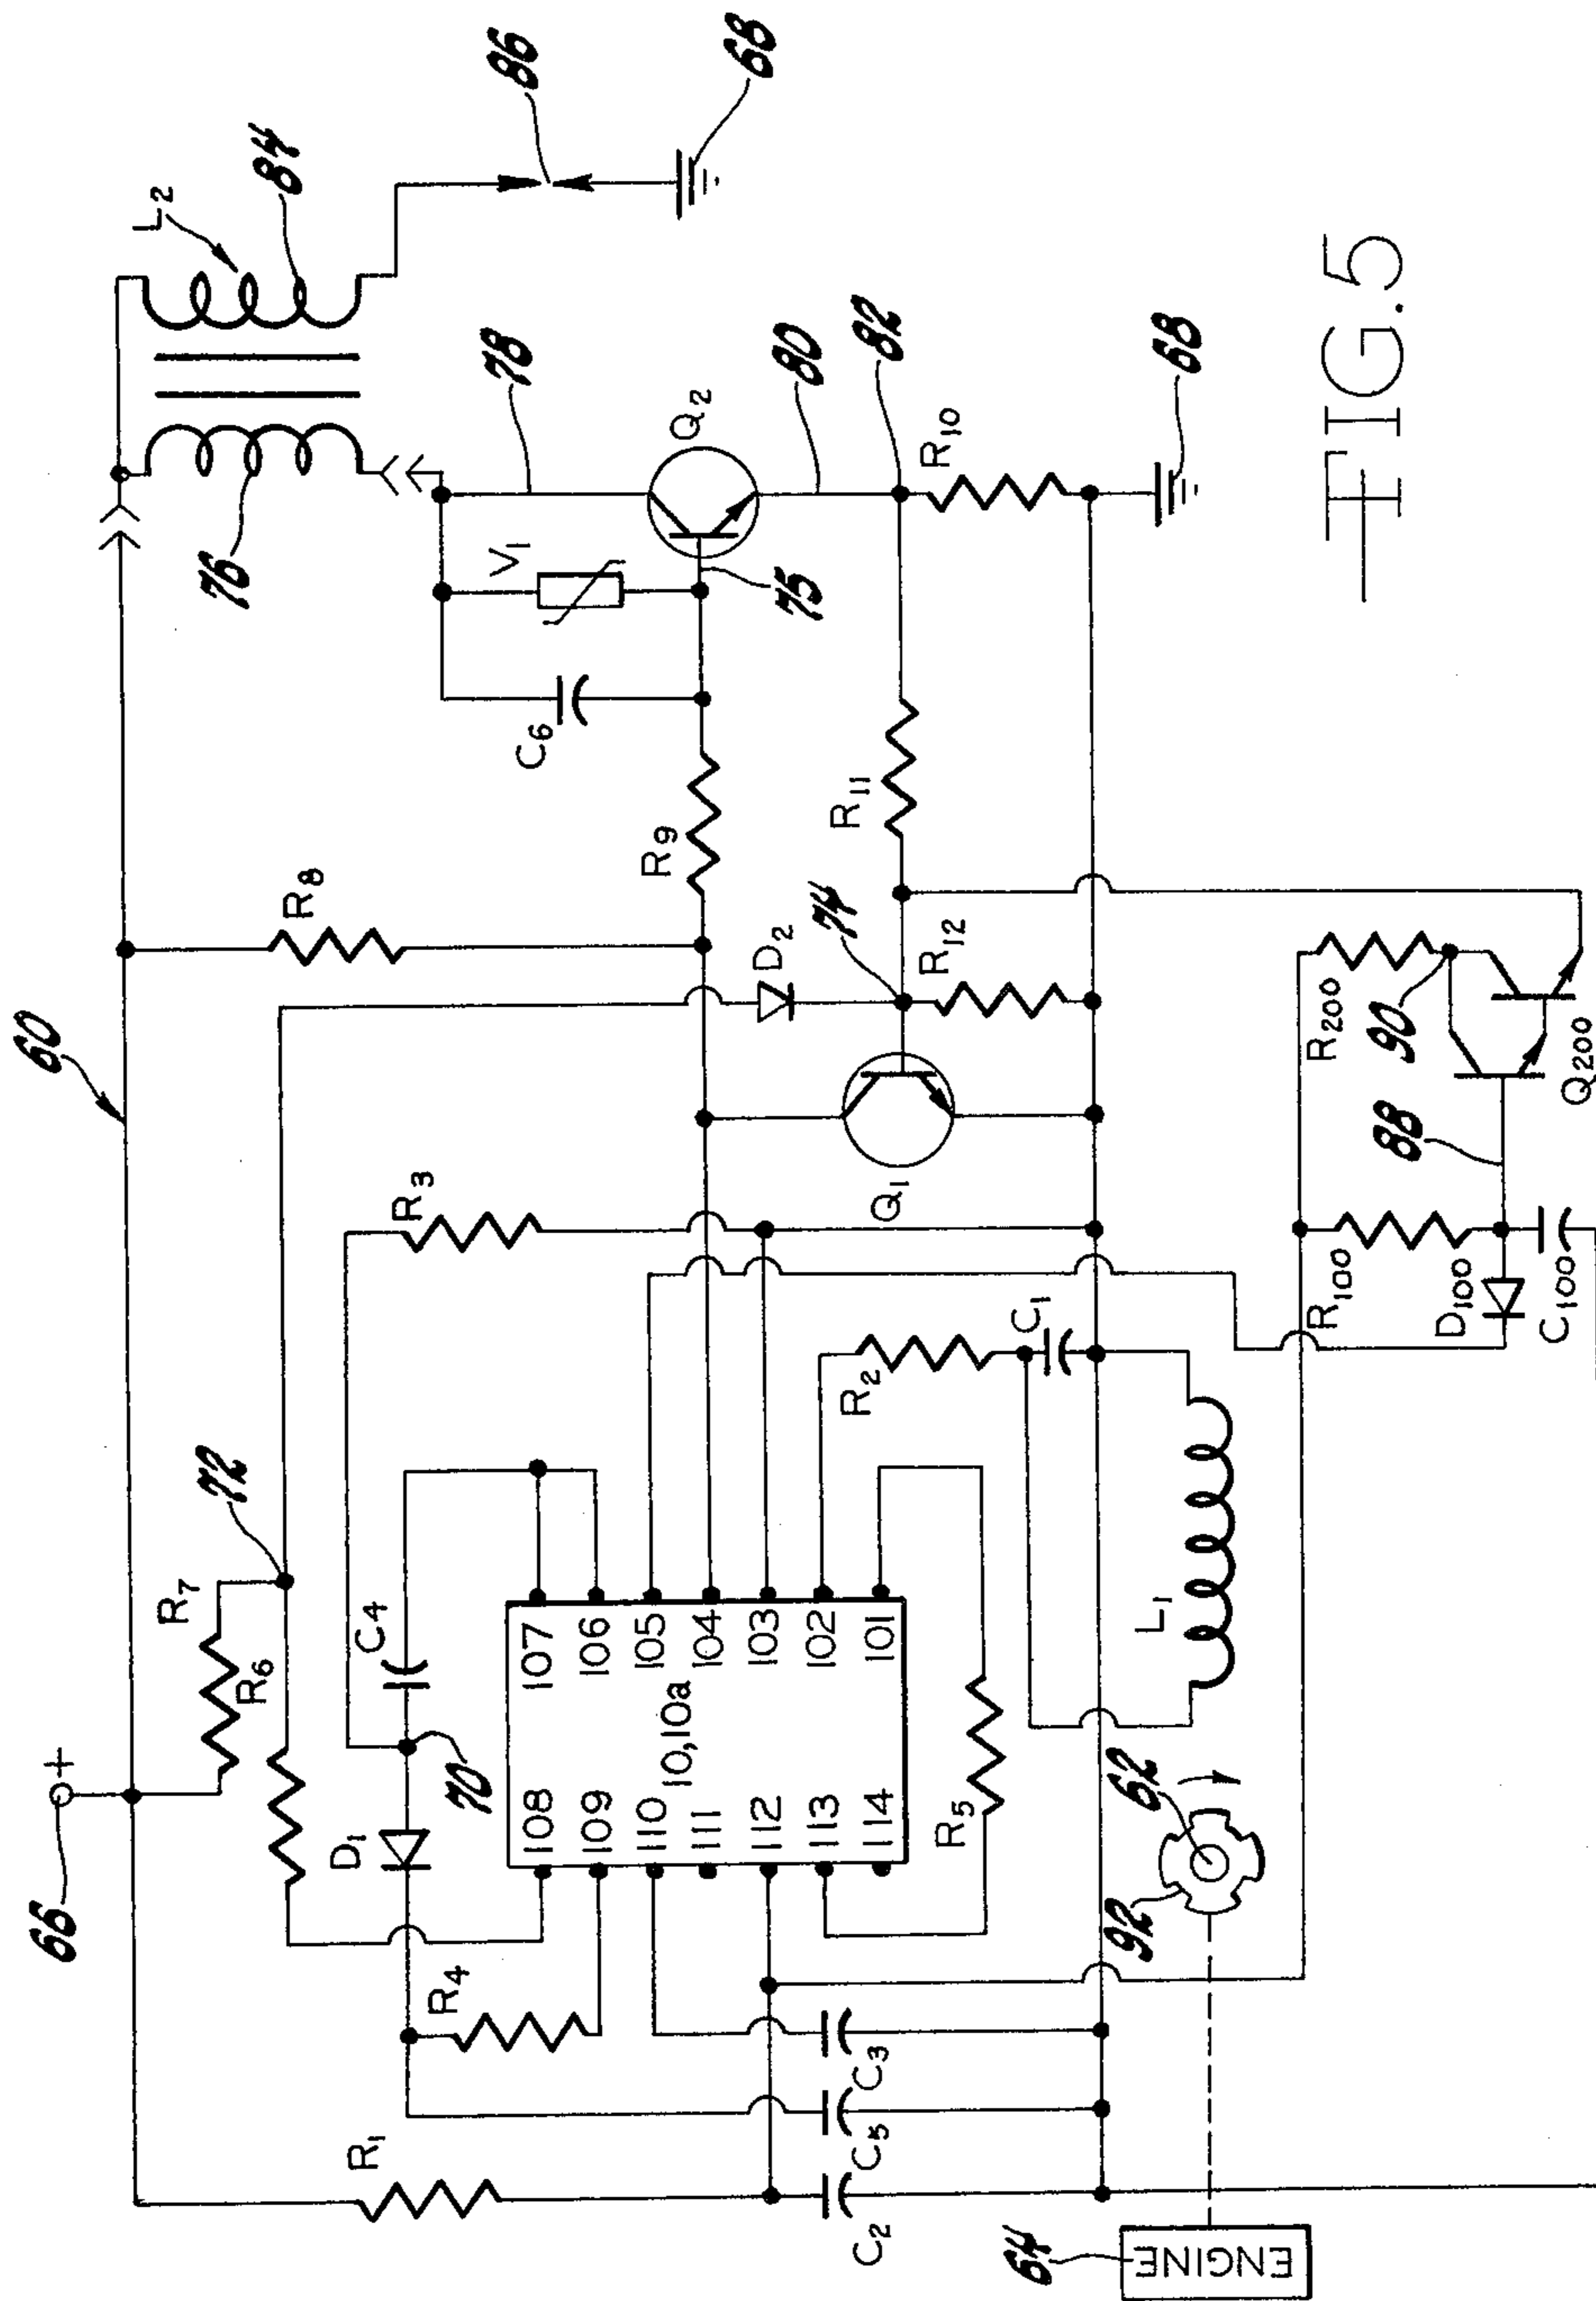 66
+
60
72
R7
R6
R8
76
L2
84
86
68
R1
D1
C4
R3
70
R4
V1
C6
78
Q2
75
108
109
110
111
112
113
114
10,10a
107
106
105
104
103
102
101
R9
D2
80
82
R11
R10
74
R12
68
Q1
C2
C5
C3
R5
R2
C1
L1
92
62
64
ENGINE
R100
D100
C100
88
R200
90
Q200
FIG.5